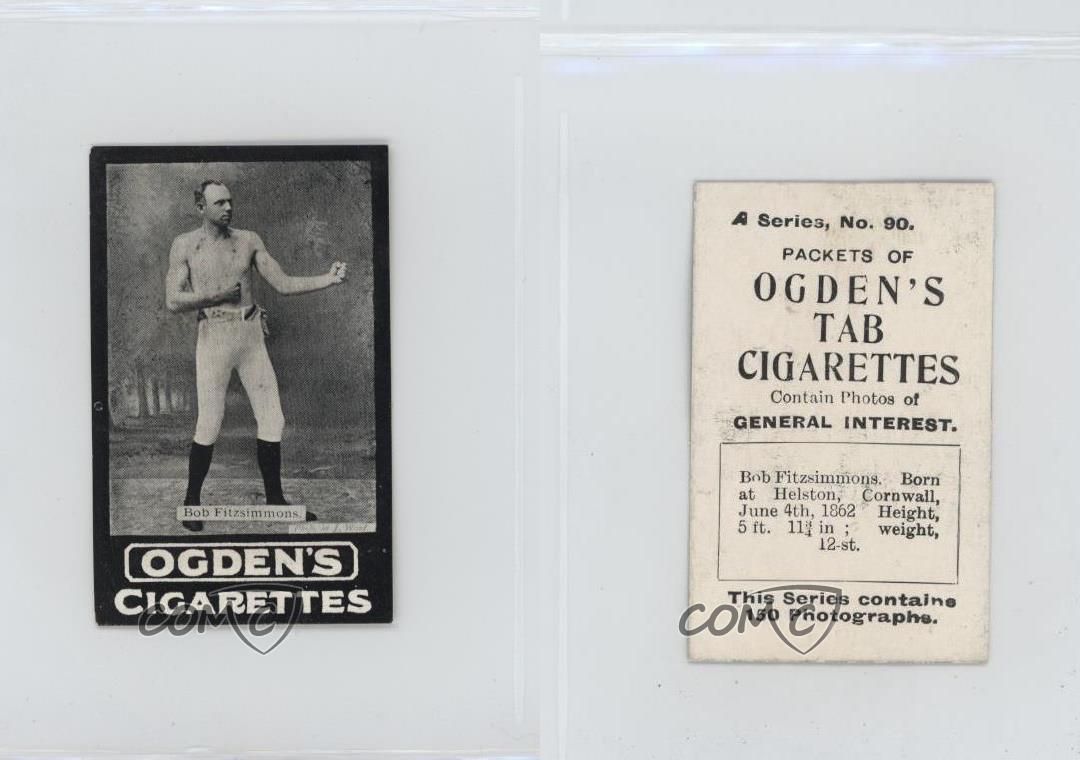 Bob Fitzsimmons.
OGDEN'S
CIGARETTES
COMC
A Series, No. 90.
PACKETS OF
OGDEN'S
TAB
CIGARETTES
Contain Photos of
GENERAL INTEREST.
Bob Fitzsimmons. Born
at Helston, Cornwall,
June 4th, 1862 Height,
5 ft. 11¾ in ; weight,
12-st.
This Series contains
150 Photographs.
COMC